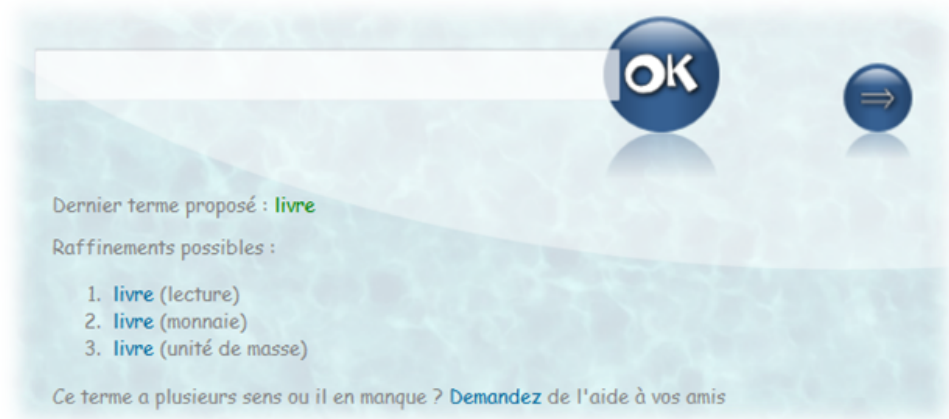 OK
⇒
Dernier terme proposé : livre
Raffinements possibles :
1. livre (lecture)
2. livre (monnaie)
3. livre (unité de masse)
Ce terme a plusieurs sens ou il en manque ? Demandez de l'aide à vos amis